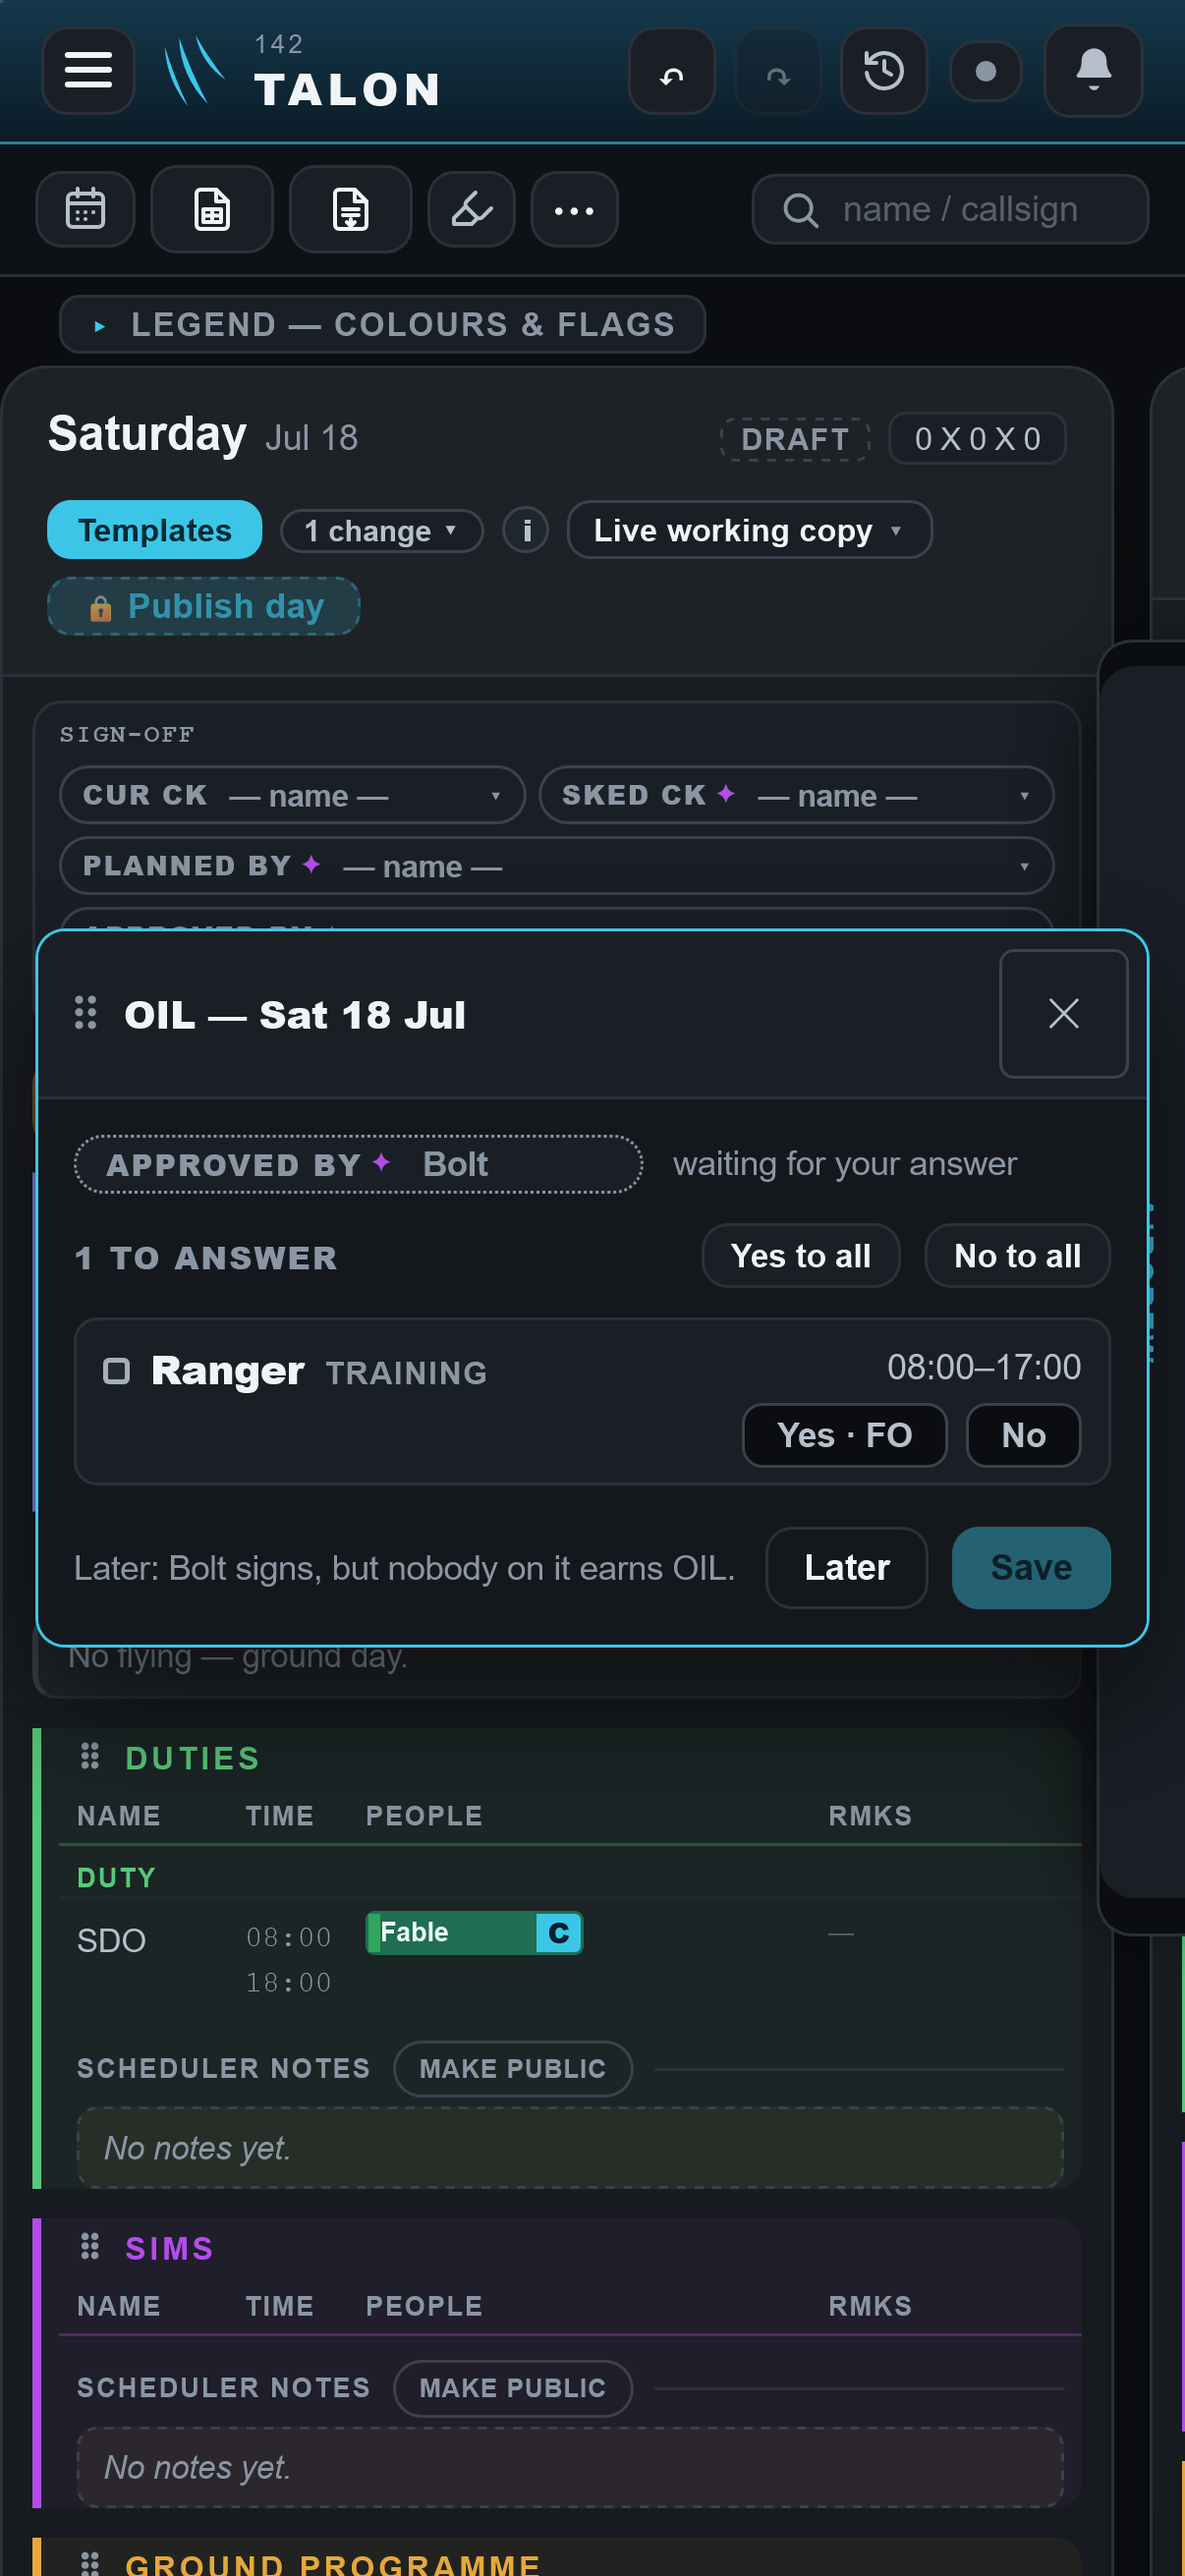 142
TALON
name / callsign
▸ LEGEND — COLOURS & FLAGS
Saturday Jul 18
DRAFT
0 X 0 X 0
Templates
1 change ▾
i
Live working copy ▾
Publish day
SIGN-OFF
CUR CK — name — ▾
SKED CK ✦ — name — ▾
PLANNED BY ✦ — name — ▾
OIL — Sat 18 Jul
APPROVED BY ✦ Bolt
waiting for your answer
1 TO ANSWER
Yes to all
No to all
Ranger TRAINING
08:00–17:00
Yes · FO
No
Later: Bolt signs, but nobody on it earns OIL.
Later
Save
No flying — ground day.
DUTIES
NAME TIME PEOPLE RMKS
DUTY
SDO 08:00 Fable C —
18:00
SCHEDULER NOTES MAKE PUBLIC
No notes yet.
SIMS
NAME TIME PEOPLE RMKS
SCHEDULER NOTES MAKE PUBLIC
No notes yet.
GROUND PROGRAMME